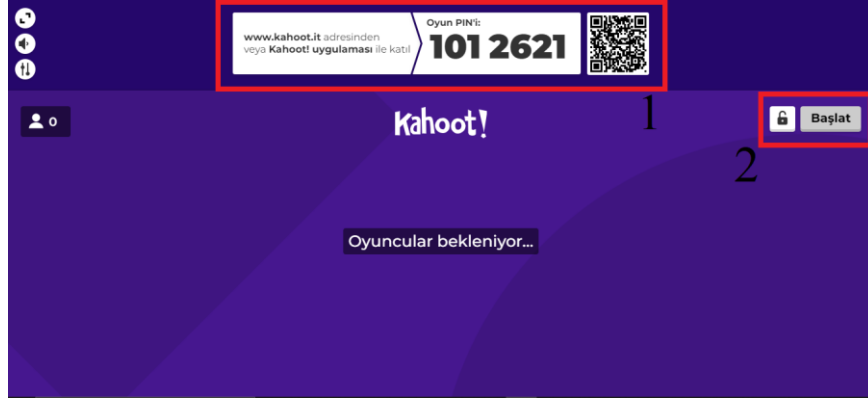 www.kahoot.it adresinden
veya Kahoot! uygulaması ile katıl
Oyun PIN'i:
101 2621
1
0
Kahoot!
Başlat
2
Oyuncular bekleniyor...